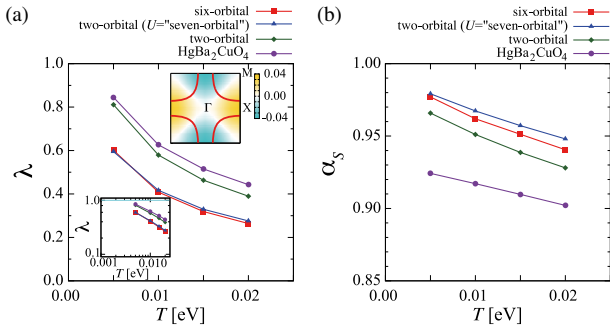 (a)
six-orbital
two-orbital (U="seven-orbital")
two-orbital
HgBa2CuO4
1.0
0.8
0.6
0.4
0.2
0.0
λ
M
Γ
X
0.04
0.00
-0.04
1.0
0.1
λ
0.001
0.010
T [eV]
0.00
0.01
0.02
T [eV]
(b)
six-orbital
two-orbital (U="seven-orbital")
two-orbital
HgBa2CuO4
1.00
0.95
0.90
0.85
αS
0.00
0.01
0.02
T [eV]